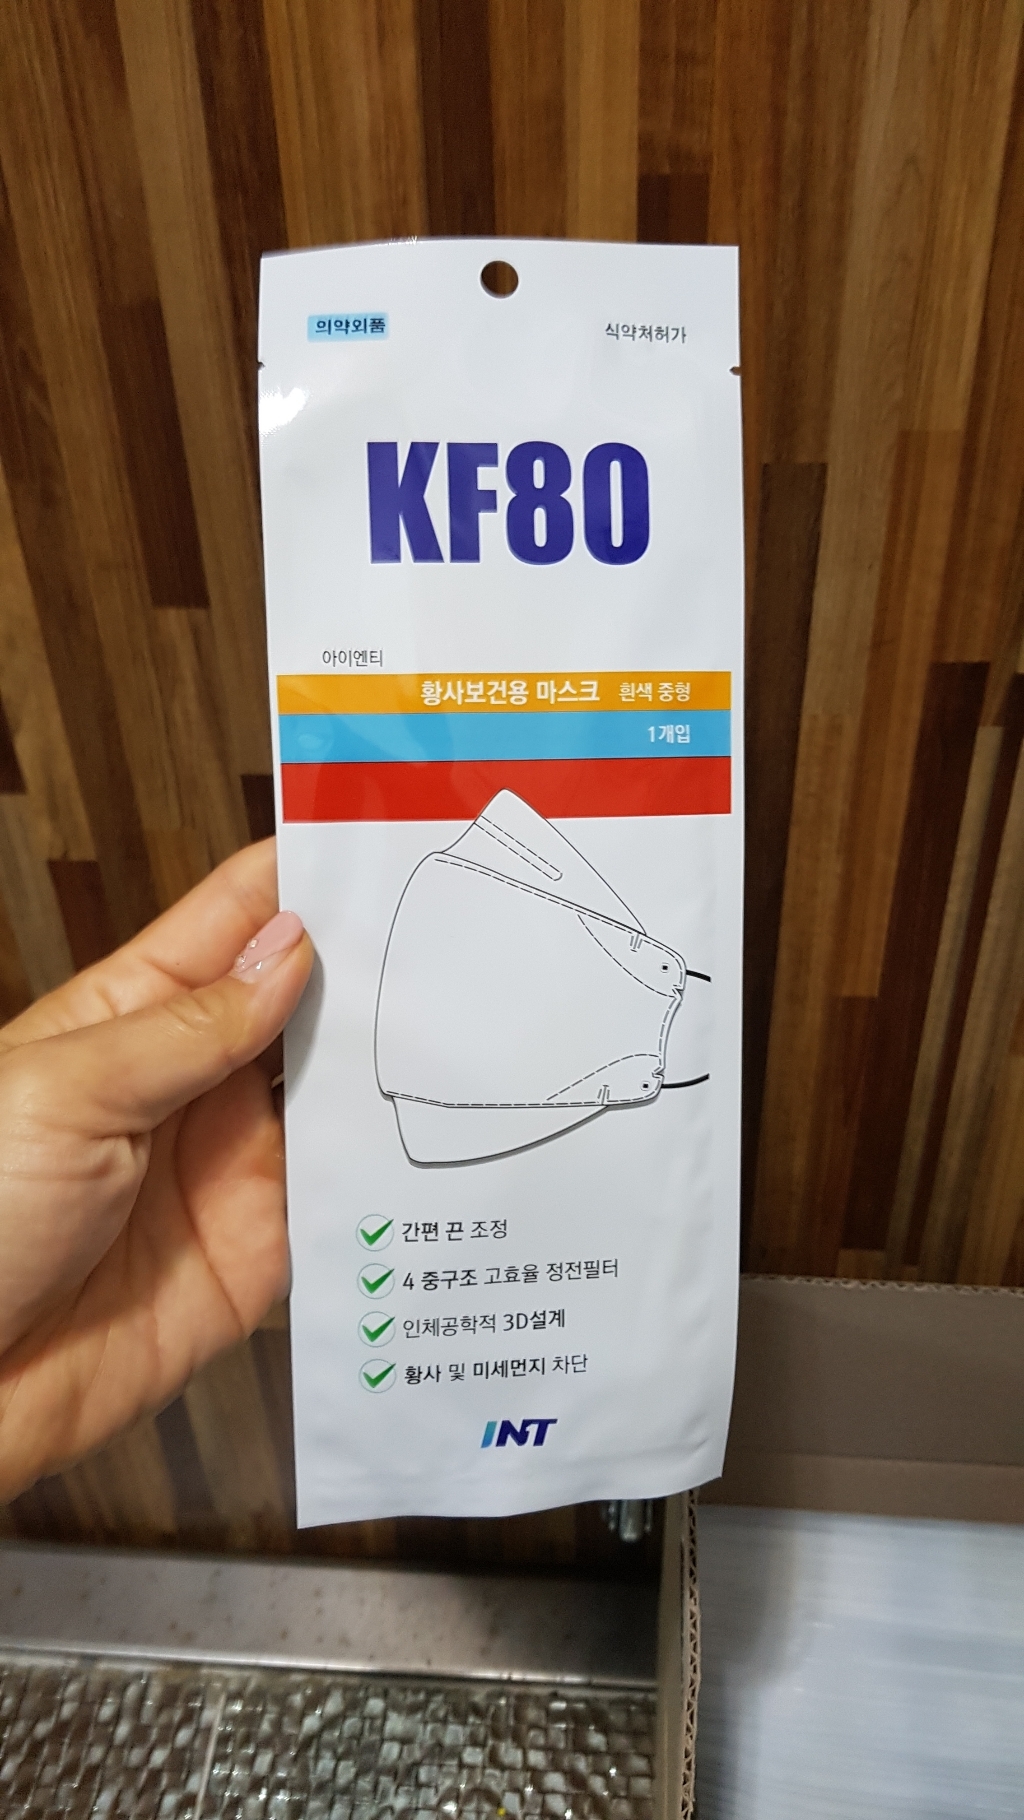 의약외품
식약처허가
KF80
아이엔티
황사보건용 마스크 흰색 중형
1개입
간편 끈 조정
4 중구조 고효율 정전필터
인체공학적 3D설계
황사 및 미세먼지 차단
INT